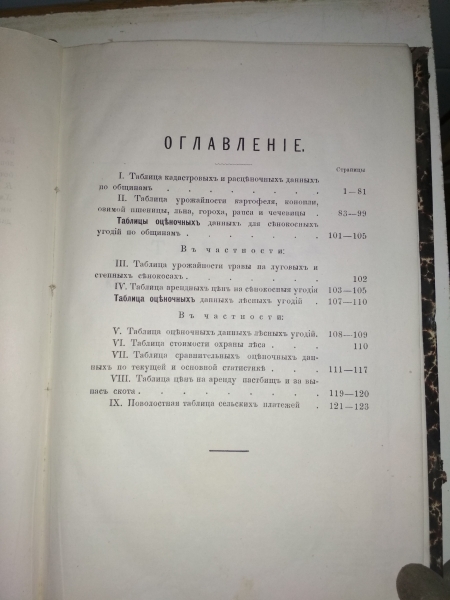 ОГЛАВЛЕНІЕ.
Страницы
I. Таблица кадастровыхъ и расцѣночныхъ данныхъ
по общинамъ . . . . . . . . 1—81
II. Таблица урожайности картофеля, конопли,
озимой пшеницы, льна, гороха, рапса и чечевицы . 83—99
Таблицы оцѣночныхъ данныхъ для сѣнокосныхъ
угодій по общинамъ . . . . . . 101—105
Въ частности:
III. Таблица урожайности травы на луговыхъ и
степныхъ сѣнокосахъ . . . . . . 102
IV. Таблица арендныхъ цѣнъ на сѣнокосныя угодія 103—105
Таблица оцѣночныхъ данныхъ лѣсныхъ угодій . 107—110
Въ частности:
V. Таблица оцѣночныхъ данныхъ лѣсныхъ угодій. 108—109
VI. Таблица стоимости охраны лѣса . . . 110
VII. Таблица сравнительныхъ оцѣночныхъ дан-
ныхъ по текущей и основной статистикѣ . . . 111—117
VIII. Таблица цѣнъ на аренду пастбищъ и за вы-
пасъ скота . . . . . . . . 119—120
IX. Поволостная таблица сельскихъ платежей . 121—123